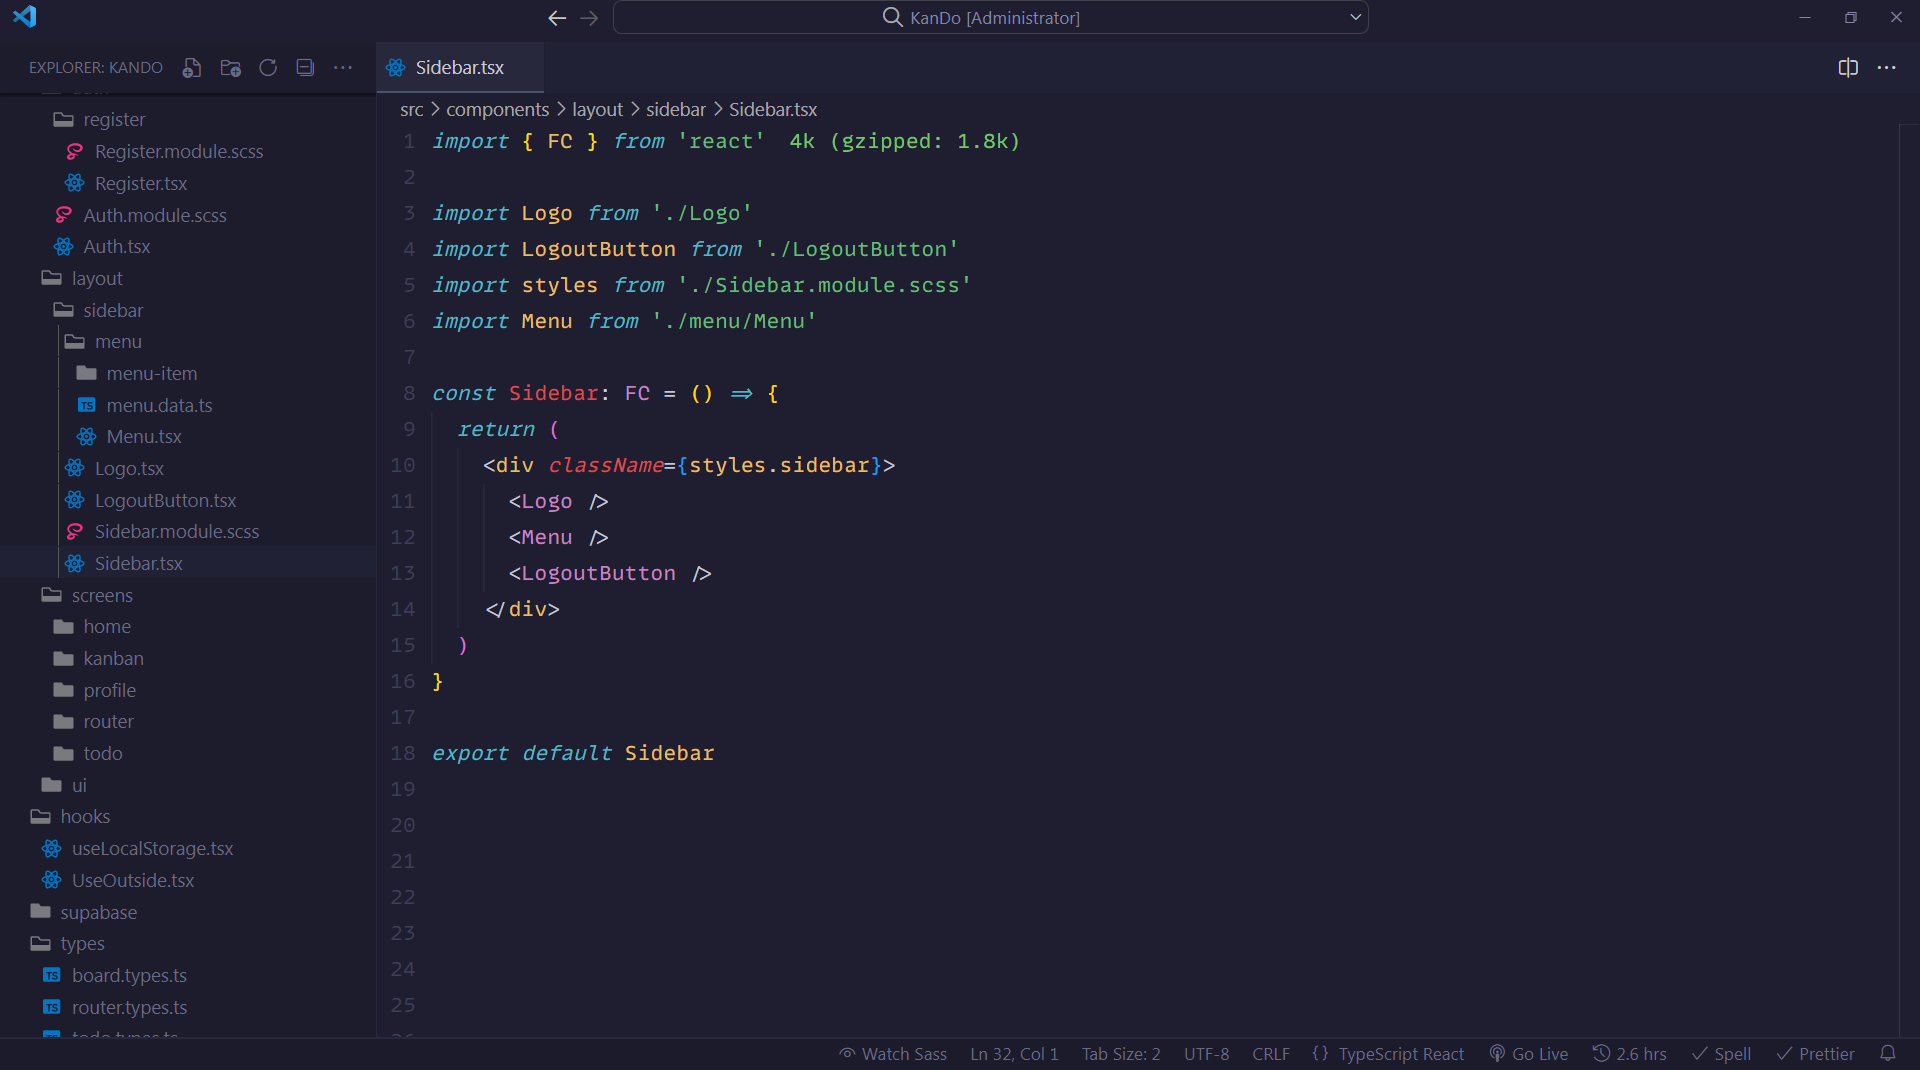 KanDo [Administrator]
EXPLORER: KANDO
register
Register.module.scss
Register.tsx
Auth.module.scss
Auth.tsx
layout
sidebar
menu
menu-item
TS menu.data.ts
Menu.tsx
Logo.tsx
LogoutButton.tsx
Sidebar.module.scss
Sidebar.tsx
screens
home
kanban
profile
router
todo
ui
hooks
useLocalStorage.tsx
UseOutside.tsx
supabase
types
TS board.types.ts
TS router.types.ts
Sidebar.tsx
src > components > layout > sidebar > Sidebar.tsx
1 import { FC } from 'react' 4k (gzipped: 1.8k)
2
3 import Logo from './Logo'
4 import LogoutButton from './LogoutButton'
5 import styles from './Sidebar.module.scss'
6 import Menu from './menu/Menu'
7
8 const Sidebar: FC = () => {
9 return (
10 <div className={styles.sidebar}>
11 <Logo />
12 <Menu />
13 <LogoutButton />
14 </div>
15 )
16 }
17
18 export default Sidebar
19
20
21
22
23
24
25
Watch Sass Ln 32, Col 1 Tab Size: 2 UTF-8 CRLF {} TypeScript React Go Live 2.6 hrs Spell Prettier